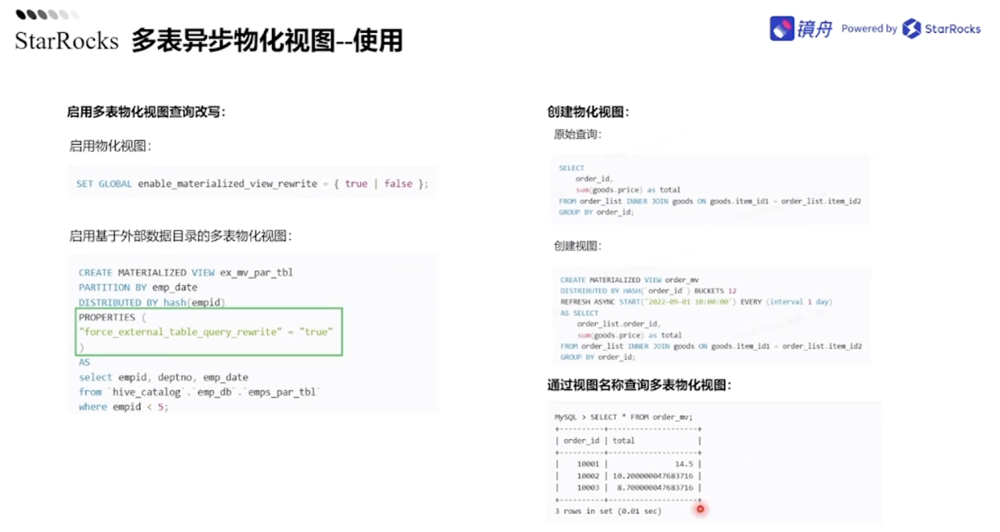 StarRocks 多表异步物化视图--使用
镜舟 Powered by StarRocks
启用多表物化视图查询改写：
启用物化视图：
SET GLOBAL enable_materialized_view_rewrite = { true | false };
启用基于外部数据目录的多表物化视图：
CREATE MATERIALIZED VIEW ex_mv_par_tbl
PARTITION BY emp_date
DISTRIBUTED BY hash(empid)
PROPERTIES (
"force_external_table_query_rewrite" = "true"
)
AS
select empid, deptno, emp_date
from `hive_catalog`.`emp_db`.`emps_par_tbl`
where empid < 5;
创建物化视图：
原始查询：
SELECT
order_id,
sum(goods.price) as total
FROM order_list INNER JOIN goods ON goods.item_id1 = order_list.item_id2
GROUP BY order_id;
创建视图：
CREATE MATERIALIZED VIEW order_mv
DISTRIBUTED BY HASH(`order_id`) BUCKETS 12
REFRESH ASYNC START('2022-09-01 10:00:00') EVERY (interval 1 day)
AS SELECT
order_list.order_id,
sum(goods.price) as total
FROM order_list INNER JOIN goods ON goods.item_id1 = order_list.item_id2
GROUP BY order_id;
通过视图名称查询多表物化视图：
MySQL > SELECT * FROM order_mv;
+----------+--------------------+
| order_id | total              |
+----------+--------------------+
|    10001 |               14.5 |
|    10002 | 10.200000047683716 |
|    10003 |  8.700000047683716 |
+----------+--------------------+
3 rows in set (0.01 sec)